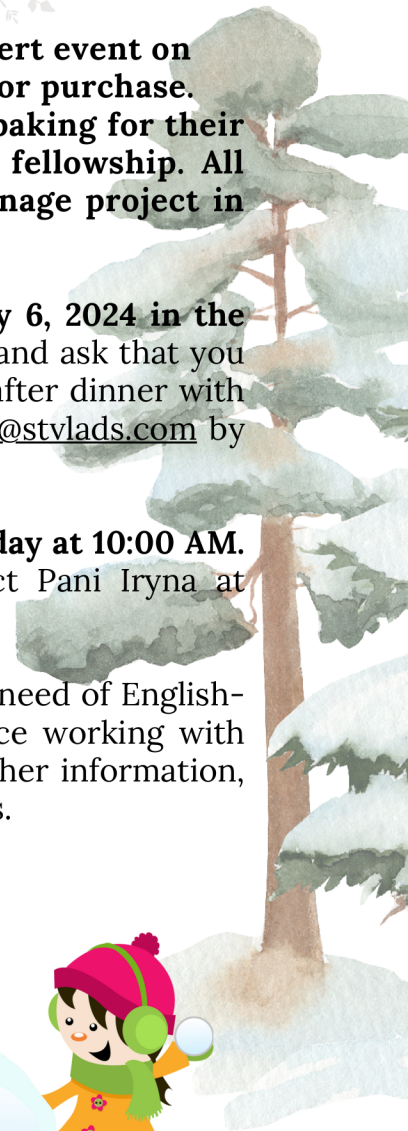 ert event on
or purchase.
baking for their
fellowship. All
nage project in
y 6, 2024 in the
and ask that you
after dinner with
@stvlads.com by
day at 10:00 AM.
ct Pani Iryna at
need of English-
ce working with
her information,
s.